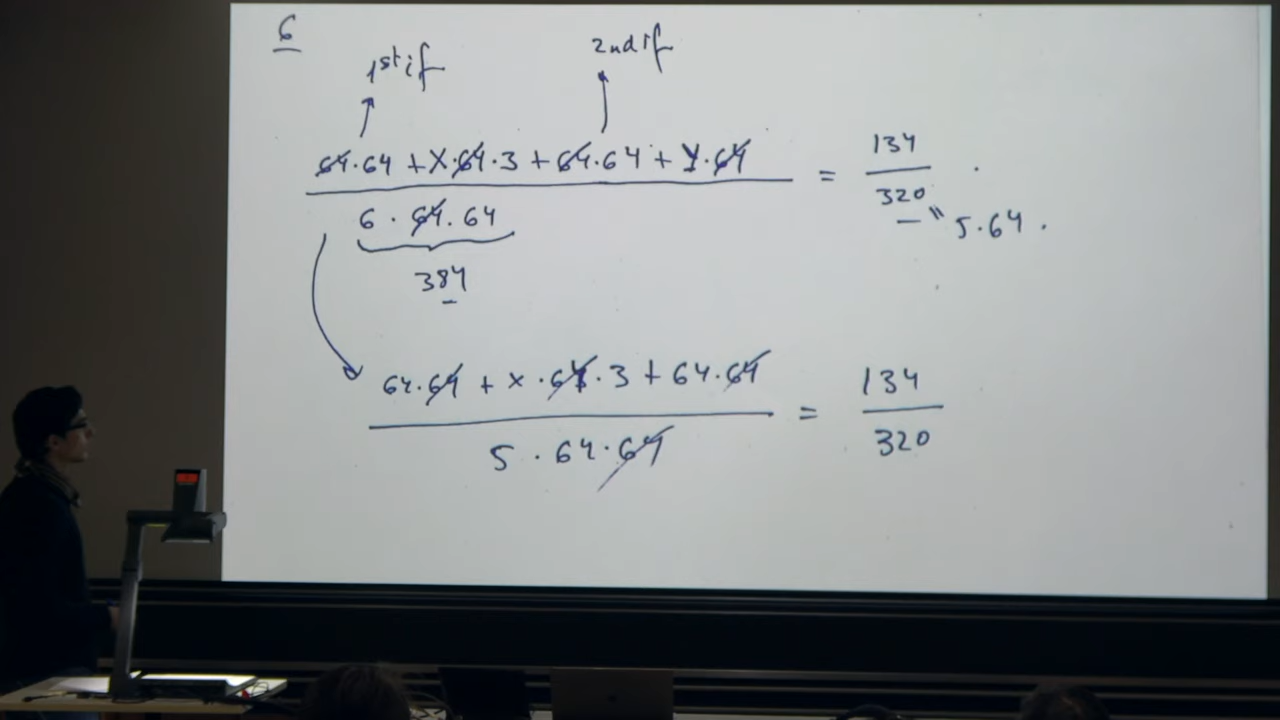 6
1st if
2nd if
64·64 + X·64·3 + 64·64 + Y·64 = 134
6 · 64·64 320
384 " 5·64.
64·64 + x·64·3 + 64·64 = 134
5 · 64·64 320